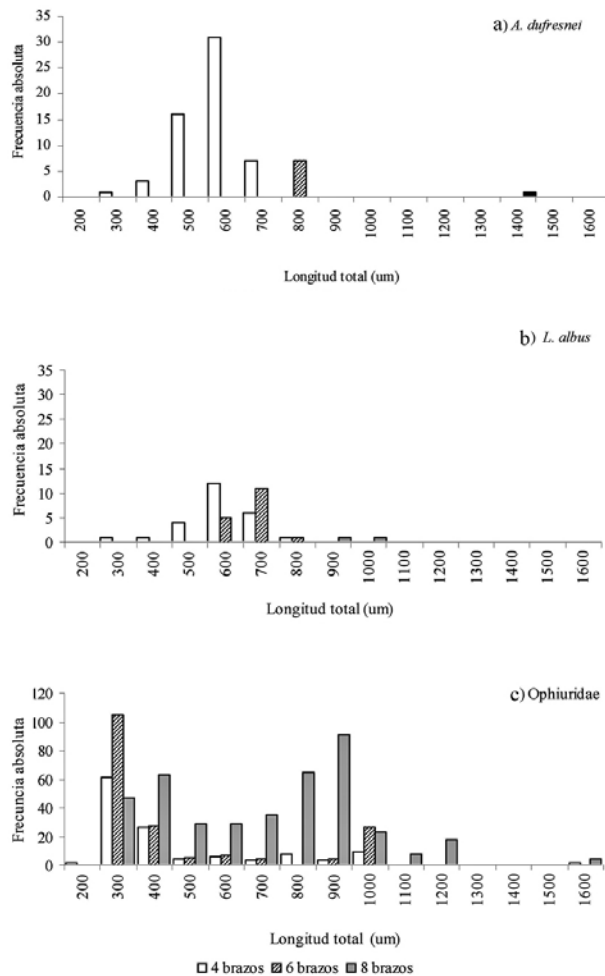 a) A. dufresnei
Frecuencia absoluta
35
30
25
20
15
10
5
0
200 300 400 500 600 700 800 900 1000 1100 1200 1300 1400 1500 1600
Longitud total (um)
b) L. albus
Frecuencia absoluta
35
30
25
20
15
10
5
0
200 300 400 500 600 700 800 900 1000 1100 1200 1300 1400 1500 1600
Longitud total (um)
c) Ophiuridae
Frecuncia absoluta
120
100
80
60
40
20
0
200 300 400 500 600 700 800 900 1000 1100 1200 1300 1400 1500 1600
Longitud total (um)
4 brazos 6 brazos 8 brazos